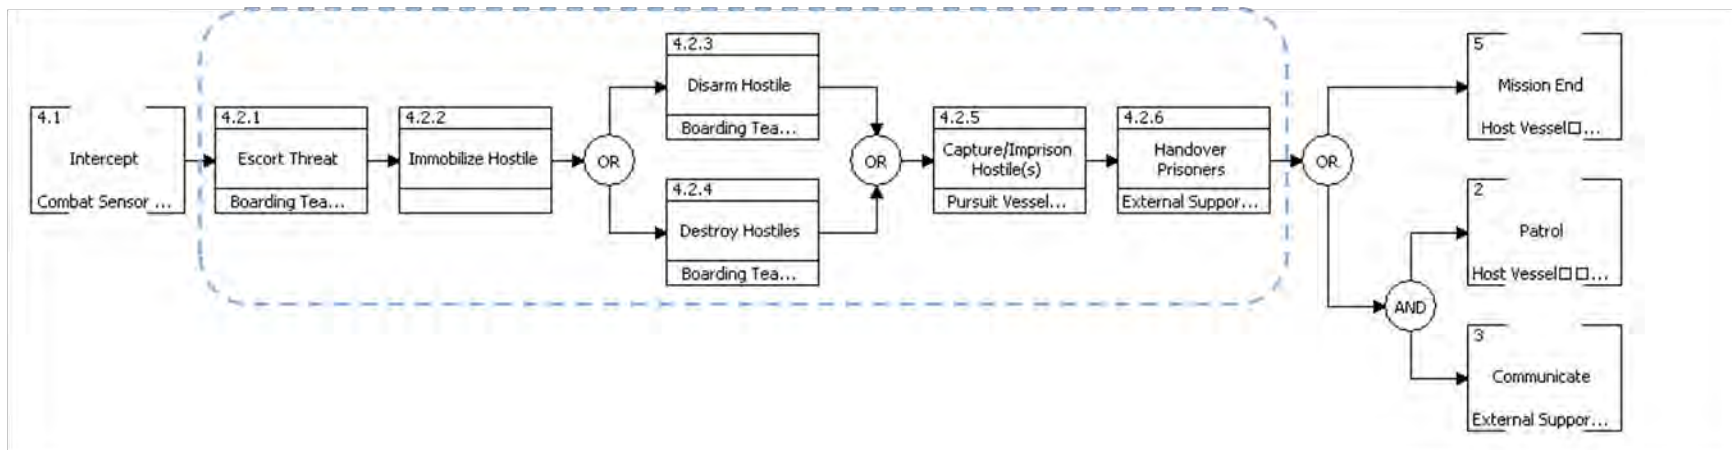 4.1
Intercept
Combat Sensor ...
4.2.1
Escort Threat
Boarding Tea...
4.2.2
Immobilize Hostile
OR
4.2.3
Disarm Hostile
Boarding Tea...
4.2.4
Destroy Hostiles
Boarding Tea...
OR
4.2.5
Capture/Imprison
Hostile(s)
Pursuit Vessel...
4.2.6
Handover
Prisoners
External Suppor...
OR
5
Mission End
Host Vessel□...
AND
2
Patrol
Host Vessel□□...
3
Communicate
External Suppor...